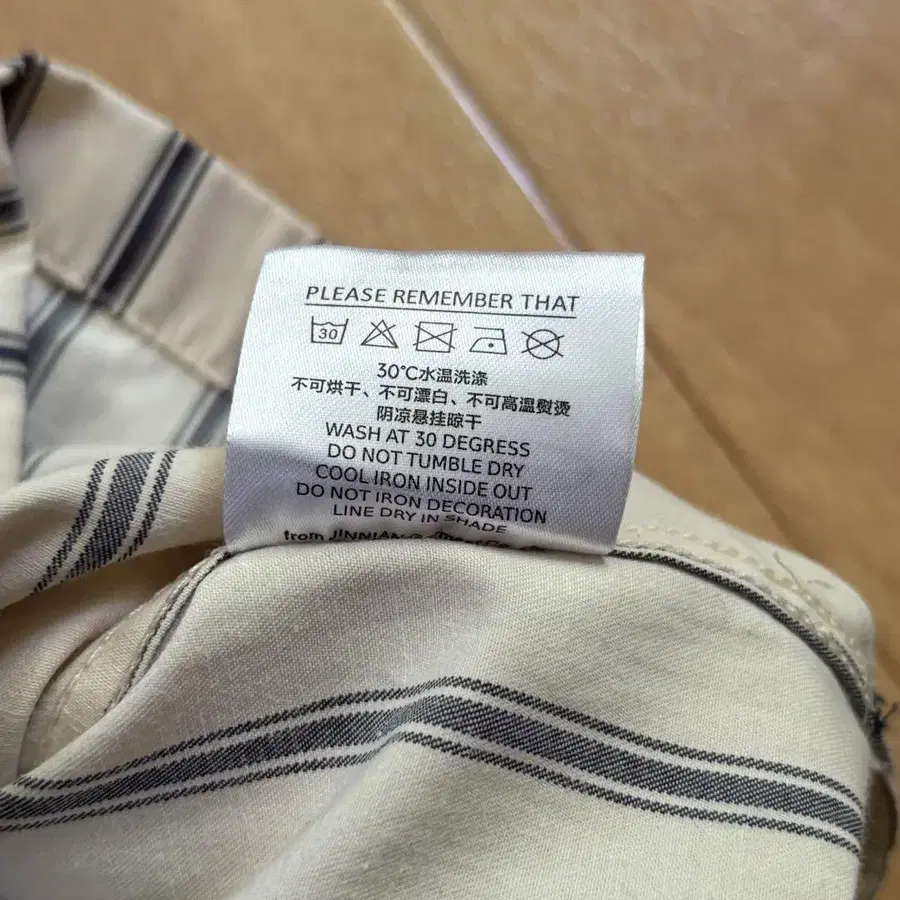 PLEASE REMEMBER THAT
30
30℃水温洗涤
不可烘干、不可漂白、不可高温熨烫
阴凉悬挂晾干
WASH AT 30 DEGRESS
DO NOT TUMBLE DRY
COOL IRON INSIDE OUT
DO NOT IRON DECORATION
LINE DRY IN SHADE
from JINNIAN